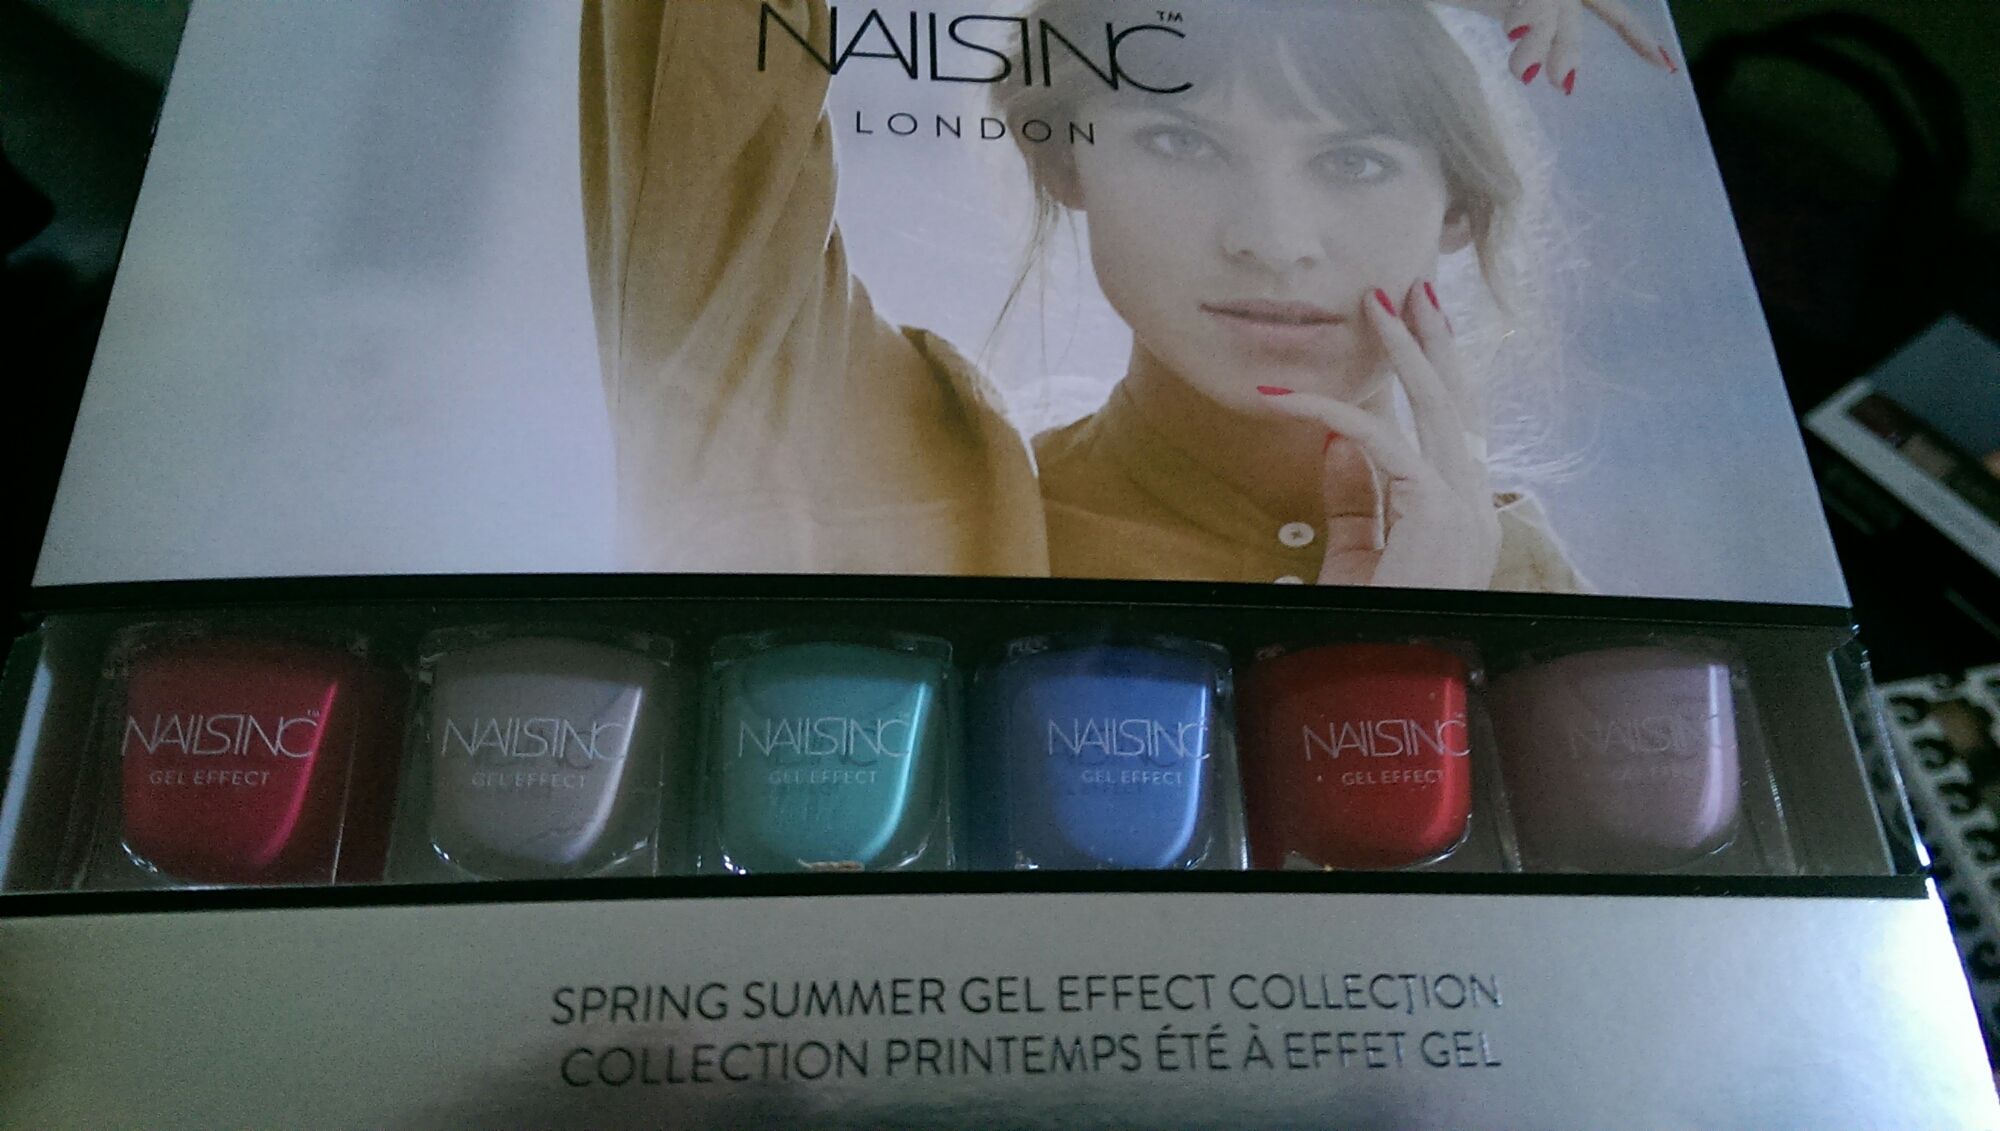 NAILSINC™
LONDON
NAILSINC™
GEL EFFECT
NAILSINC
GEL EFFECT
NAILSINC
GEL EFFECT
NAILSINC
GEL EFFECT
NAILSINC
GEL EFFECT
NAILSINC
SPRING SUMMER GEL EFFECT COLLECTION
COLLECTION PRINTEMPS ÉTÉ À EFFET GEL